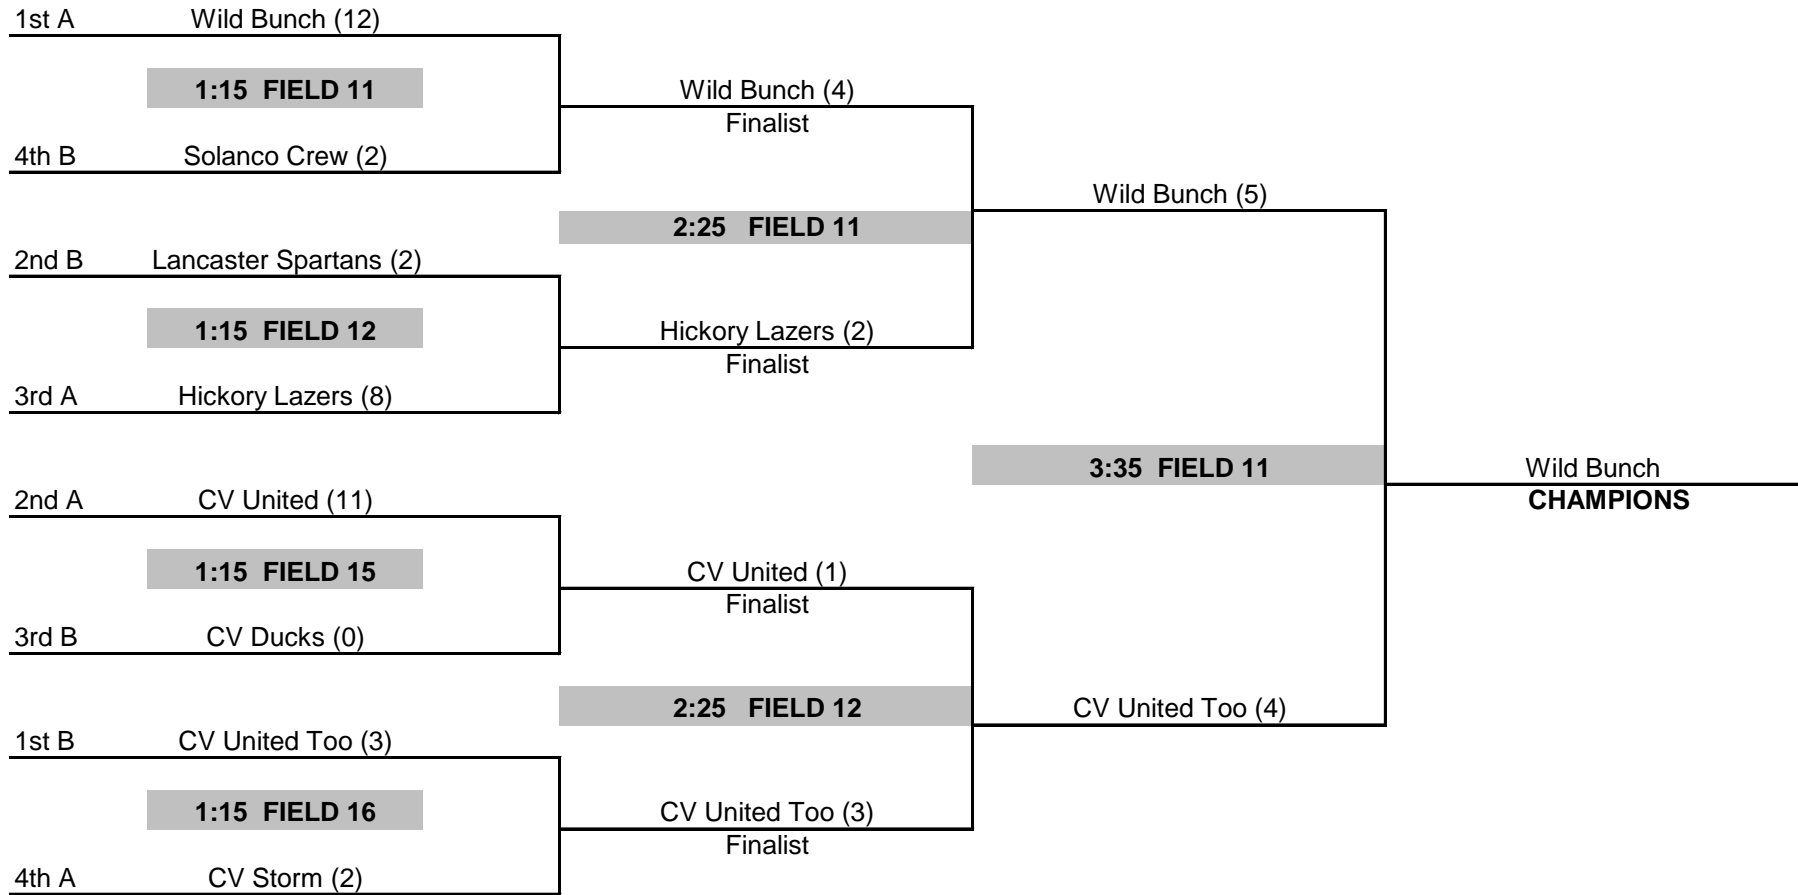 1st A Wild Bunch (12)
1:15 FIELD 11
4th B Solanco Crew (2)
Wild Bunch (4)
Finalist
2:25 FIELD 11
Wild Bunch (5)
2nd B Lancaster Spartans (2)
1:15 FIELD 12
3rd A Hickory Lazers (8)
Hickory Lazers (2)
Finalist
3:35 FIELD 11
Wild Bunch
CHAMPIONS
2nd A CV United (11)
1:15 FIELD 15
3rd B CV Ducks (0)
CV United (1)
Finalist
2:25 FIELD 12
CV United Too (4)
1st B CV United Too (3)
1:15 FIELD 16
4th A CV Storm (2)
CV United Too (3)
Finalist